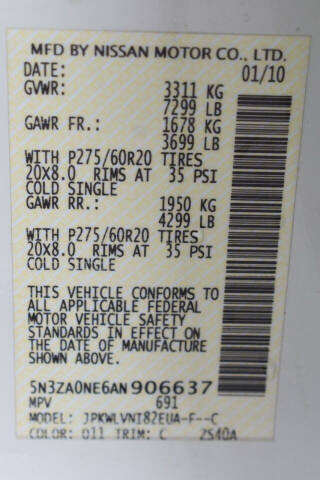 MFD BY NISSAN MOTOR CO., LTD.
DATE: 01/10
GVWR: 3311 KG
7299 LB
GAWR FR.: 1678 KG
3699 LB
WITH P275/60R20 TIRES
20X8.0 RIMS AT 35 PSI
COLD SINGLE
GAWR RR.: 1950 KG
4299 LB
WITH P275/60R20 TIRES
20X8.0 RIMS AT 35 PSI
COLD SINGLE
THIS VEHICLE CONFORMS TO
ALL APPLICABLE FEDERAL
MOTOR VEHICLE SAFETY
STANDARDS IN EFFECT ON
THE DATE OF MANUFACTURE
SHOWN ABOVE.
5N3ZA0NE6AN906637
MPV 691
MODEL: JPKWLVNI82EUA-F--C
COLOR: 011 TRIM: C ZS40A